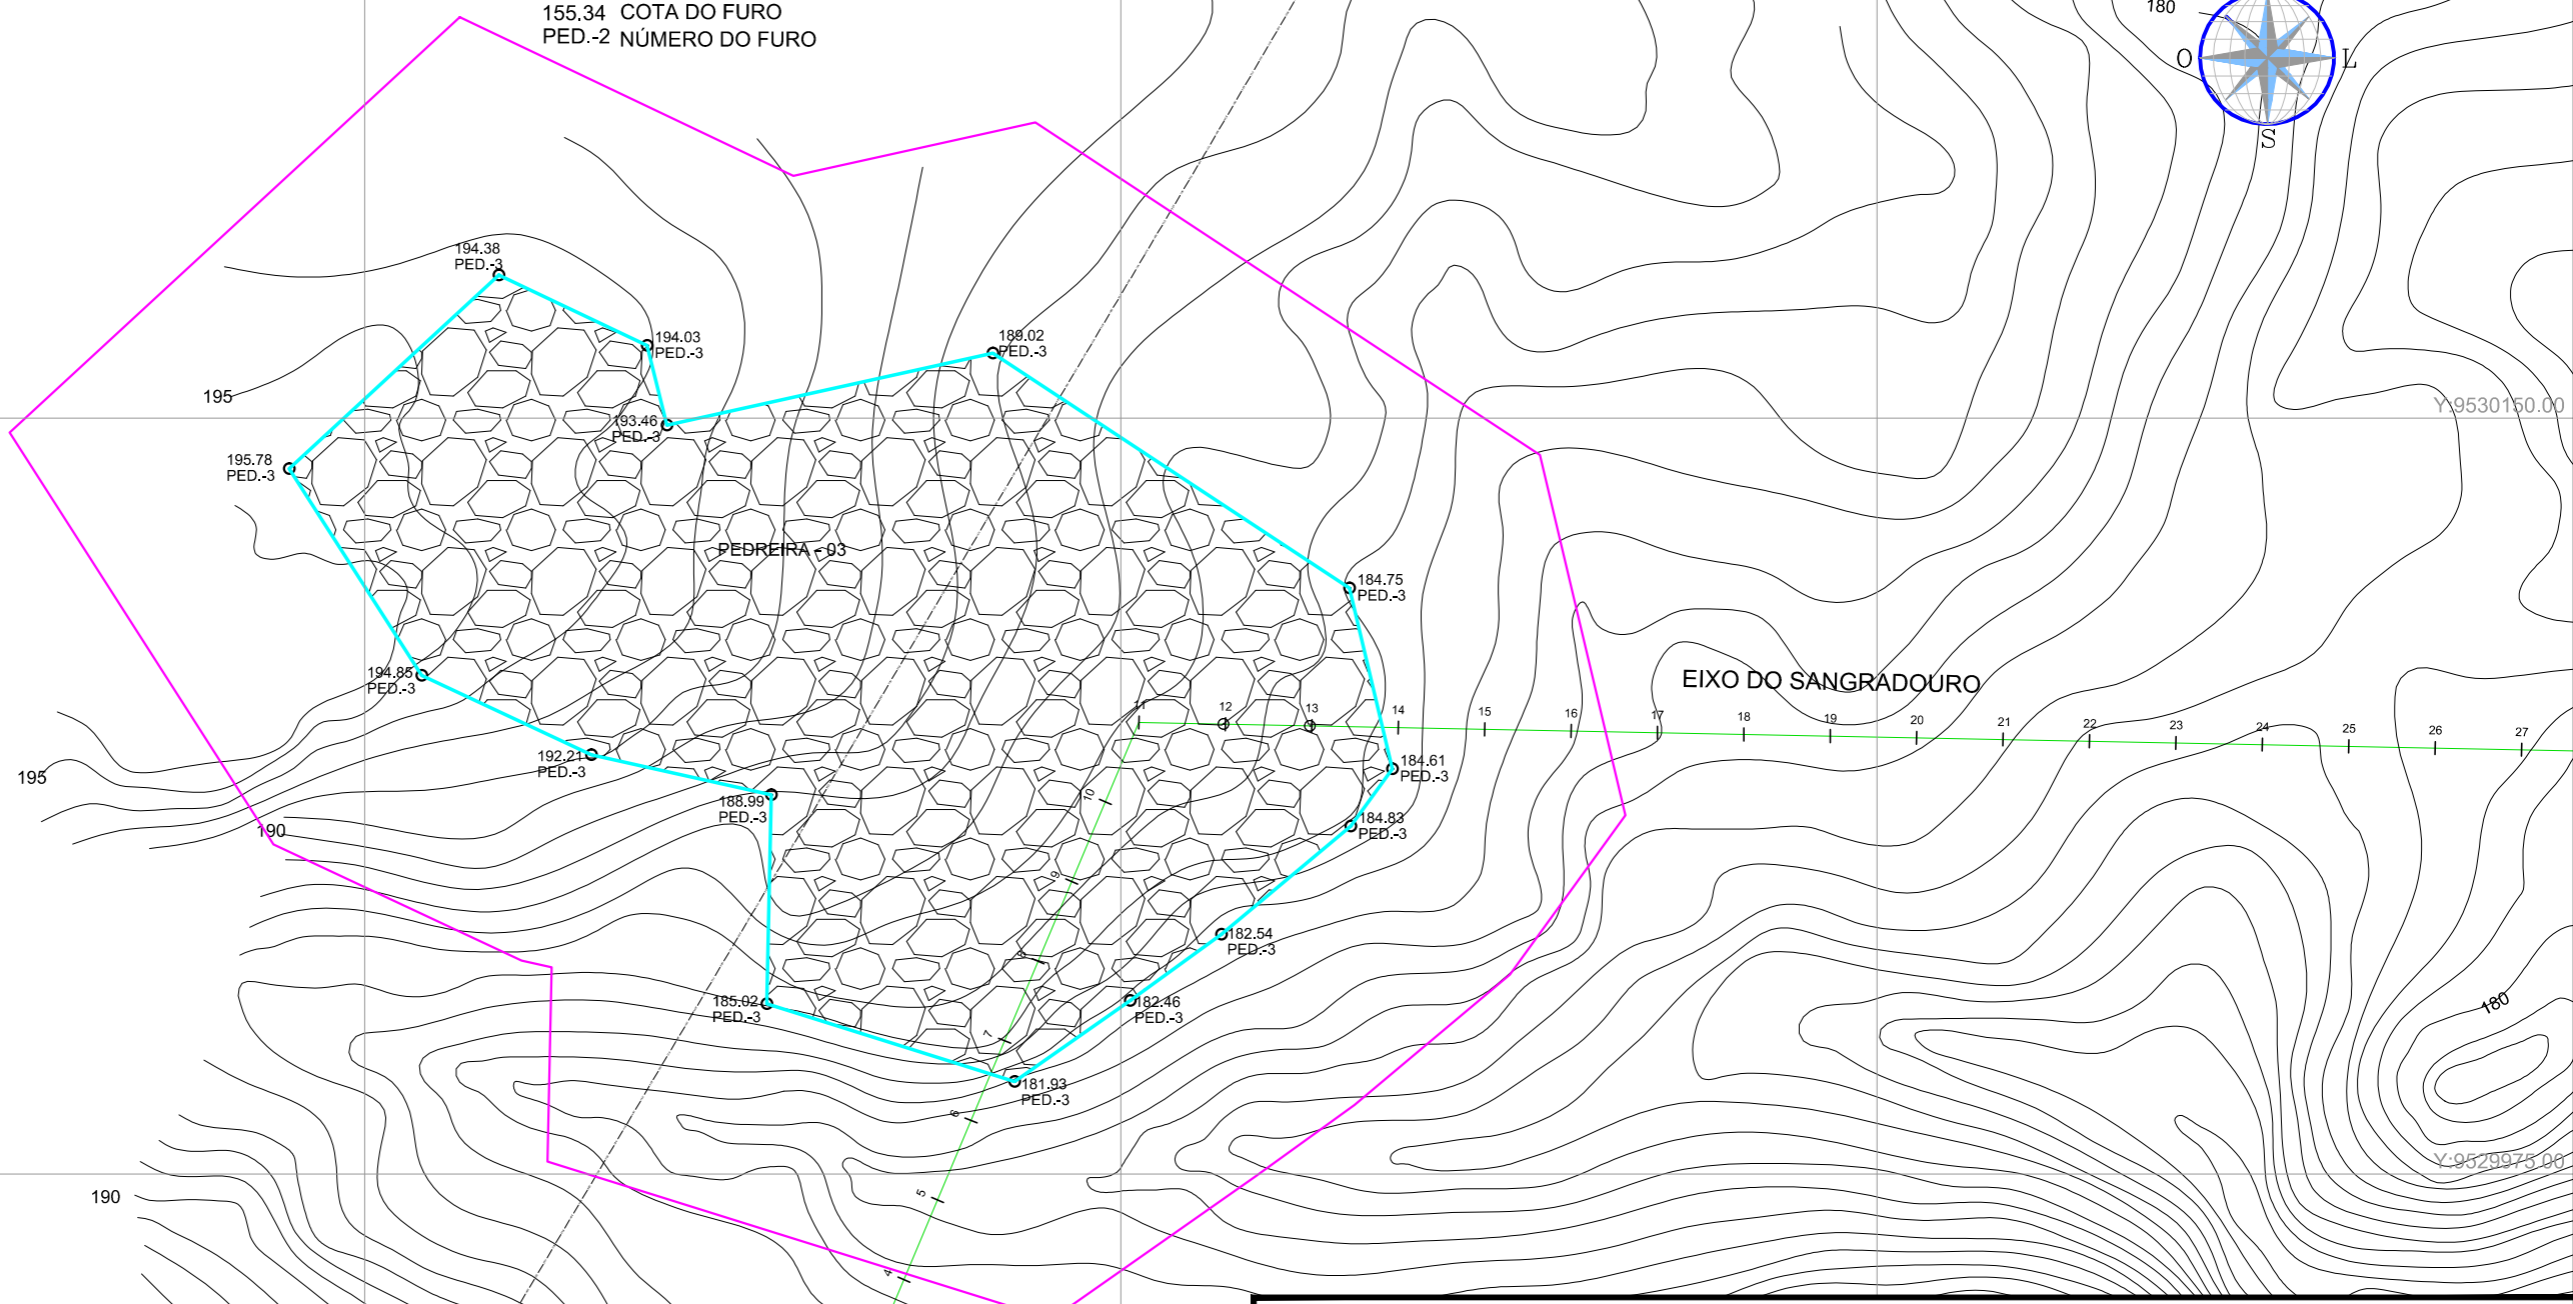 155.34 COTA DO FURO
PED.-2 NÚMERO DO FURO
180
O
L
S
194.38
PED.-3
194.03
PED.-3
189.02
PED.-3
195
Y:9530150.00
193.46
PED.-3
195.78
PED.-3
PEDREIRA - 03
184.75
PED.-3
194.85
PED.-3
EIXO DO SANGRADOURO
11 12 13 14 15 16 17 18 19 20 21 22 23 24 25 26 27
192.21
PED.-3
184.61
PED.-3
195
10
188.99
PED.-3
184.83
PED.-3
190
9
182.54
PED.-3
8
185.02
PED.-3
182.46
PED.-3
180
7
181.93
PED.-3
6
Y:9529975.00
5
190
4